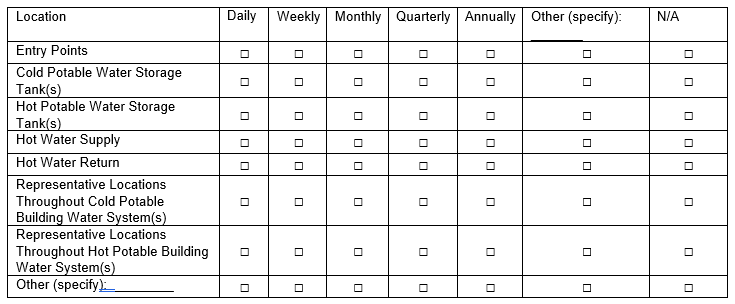 Location Daily Weekly Monthly Quarterly Annually Other (specify): N/A
________
Entry Points ☐ ☐ ☐ ☐ ☐ ☐ ☐
Cold Potable Water Storage
Tank(s) ☐ ☐ ☐ ☐ ☐ ☐ ☐
Hot Potable Water Storage
Tank(s) ☐ ☐ ☐ ☐ ☐ ☐ ☐
Hot Water Supply ☐ ☐ ☐ ☐ ☐ ☐ ☐
Hot Water Return ☐ ☐ ☐ ☐ ☐ ☐ ☐
Representative Locations
Throughout Cold Potable ☐ ☐ ☐ ☐ ☐ ☐ ☐
Building Water System(s)
Representative Locations
Throughout Hot Potable Building ☐ ☐ ☐ ☐ ☐ ☐ ☐
Water System(s)
Other (specify):__________ ☐ ☐ ☐ ☐ ☐ ☐ ☐